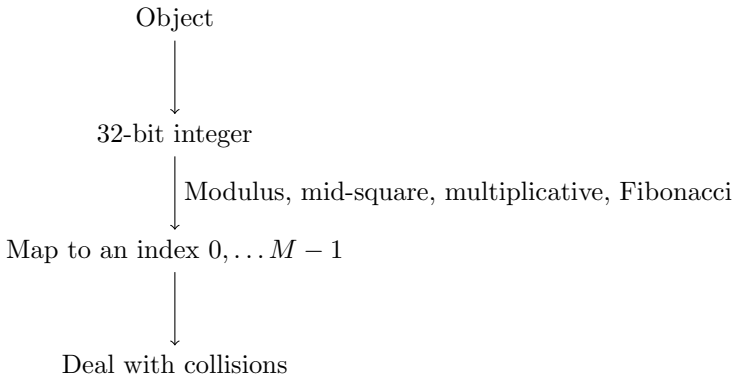 Object
32-bit integer
Modulus, mid-square, multiplicative, Fibonacci
Map to an index 0, . . . M − 1
Deal with collisions